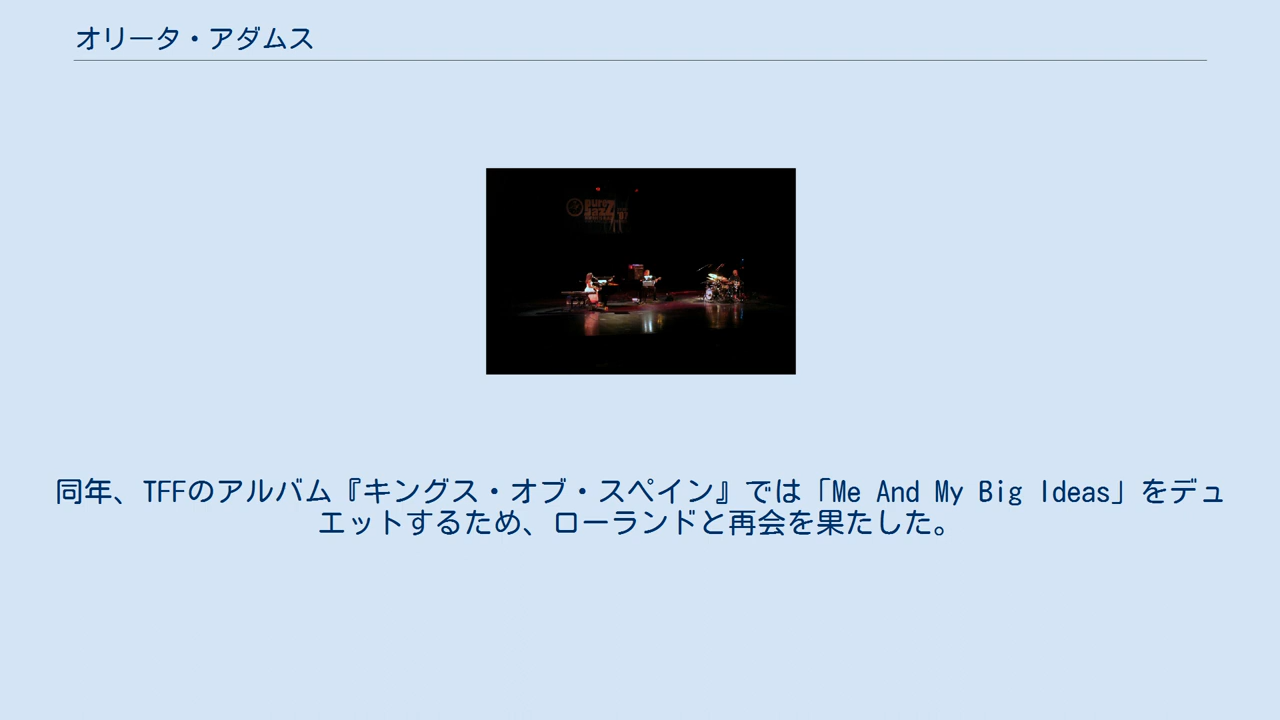 オリータ・アダムス
pure
jazz
同年、TFFのアルバム『キングス・オブ・スペイン』では「Me And My Big Ideas」をデュ
エットするため、ローランドと再会を果たした。